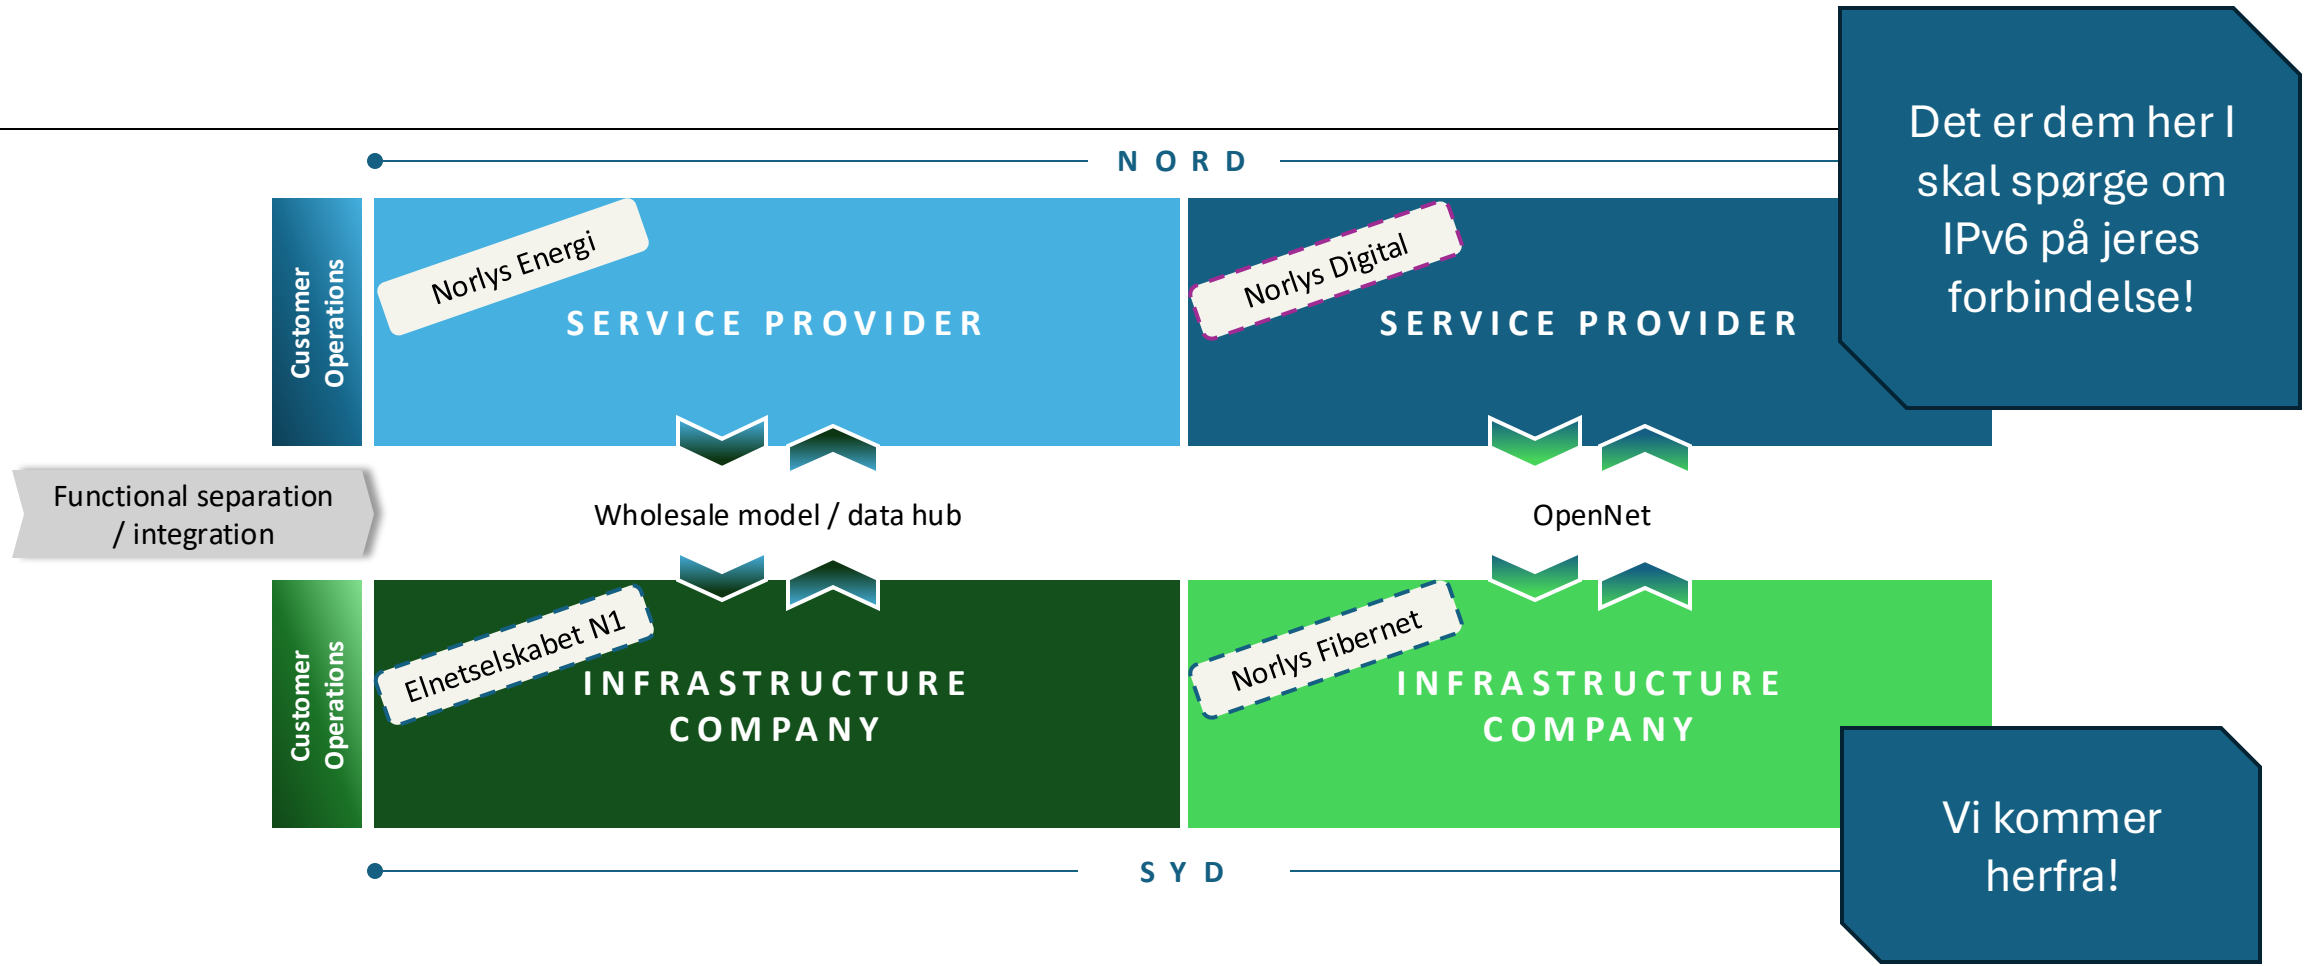 NORD
Det er dem her I
skal spørge om
IPv6 på jeres
forbindelse!
Customer
Operations
Norlys Energi
SERVICE PROVIDER
Norlys Digital
SERVICE PROVIDER
Functional separation
/ integration
Wholesale model / data hub
OpenNet
Customer
Operations
Elnetselskabet N1
INFRASTRUCTURE
COMPANY
Norlys Fibernet
INFRASTRUCTURE
COMPANY
Vi kommer
herfra!
SYD